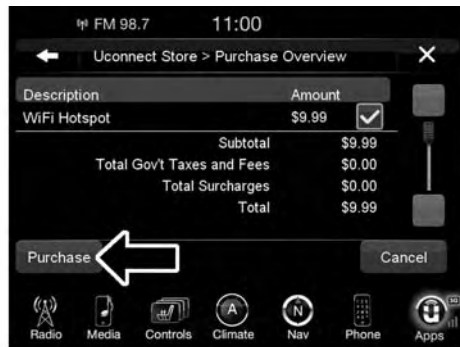 FM 98.7 11:00
Uconnect Store > Purchase Overview X
Description Amount
WiFi Hotspot $9.99
Subtotal $9.99
Total Gov't Taxes and Fees $0.00
Total Surcharges $0.00
Total $9.99
Purchase Cancel
A N 3G
Radio Media Controls Climate Nav Phone Apps